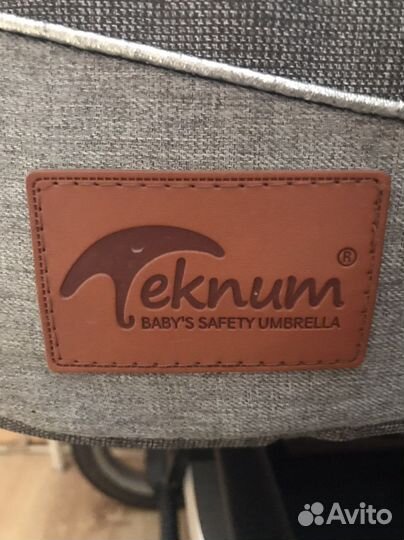 Teknum ®
BABY'S SAFETY UMBRELLA
Avito